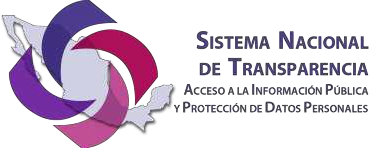 SISTEMA NACIONAL
DE TRANSPARENCIA
ACCESO A LA INFORMACIÓN PÚBLICA
Y PROTECCIÓN DE DATOS PERSONALES